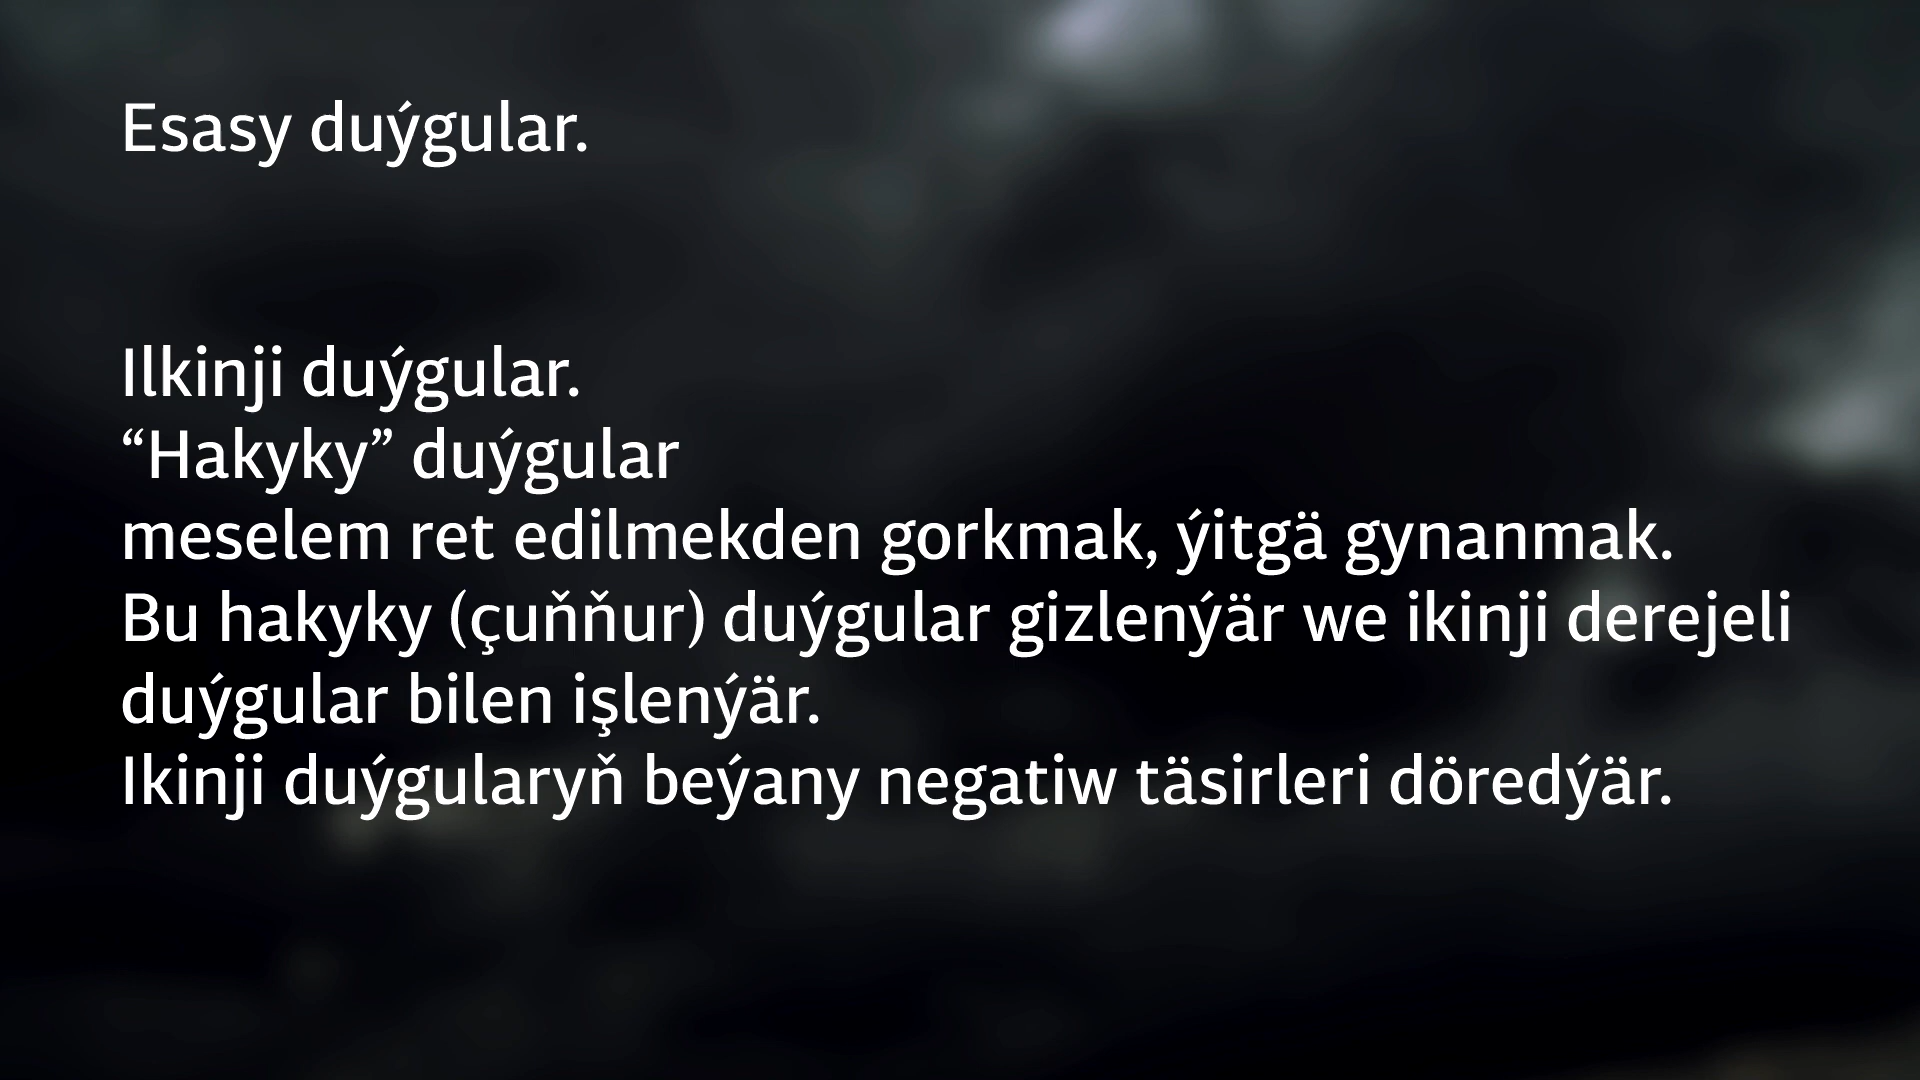 Esasy duýgular.
Ilkinji duýgular.
“Hakyky” duýgular
meselem ret edilmekden gorkmak, ýitgä gynanmak.
Bu hakyky (çuňňur) duýgular gizlenýär we ikinji derejeli
duýgular bilen işlenýär.
Ikinji duýgularyň beýany negatiw täsirleri döredýär.